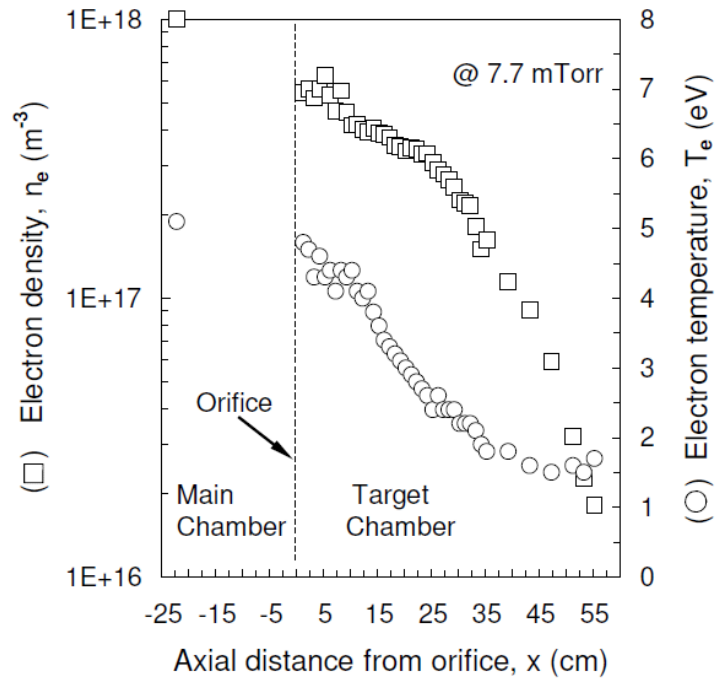 1E+18
1E+17
1E+16
(□) Electron density, nₑ (m⁻³)
8
7
6
5
4
3
2
1
0
(○) Electron temperature, Tₑ (eV)
@ 7.7 mTorr
Orifice
Main
Chamber
Target
Chamber
-25 -15 -5 5 15 25 35 45 55
Axial distance from orifice, x (cm)